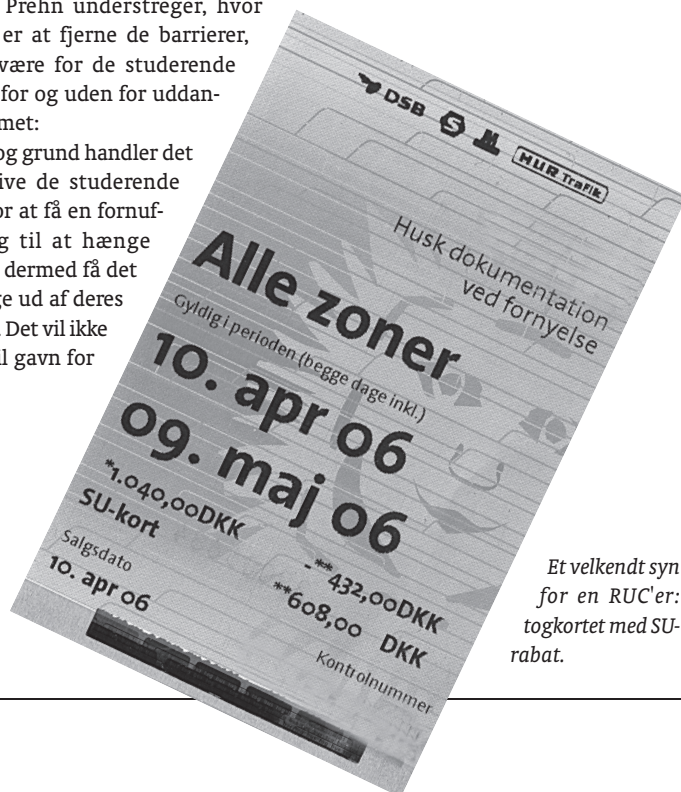 Prehn understreger, hvor
er at fjerne de barrierer,
være for de studerende
for og uden for uddan-
met:
og grund handler det
ive de studerende
or at få en fornuf-
g til at hænge
dermed få det
ge ud af deres
Det vil ikke
il gavn for
DSB S M HUR Trafik
Husk dokumentation
ved fornyelse
Alle zoner
Gyldig i perioden (begge dage inkl.)
10. apr 06
09. maj 06
*1.040,00DKK
SU-kort
-**432,00DKK
Salgsdato
**608,00 DKK
10. apr 06
Kontrolnummer
Et velkendt syn
for en RUC'er:
togkortet med SU-
rabat.